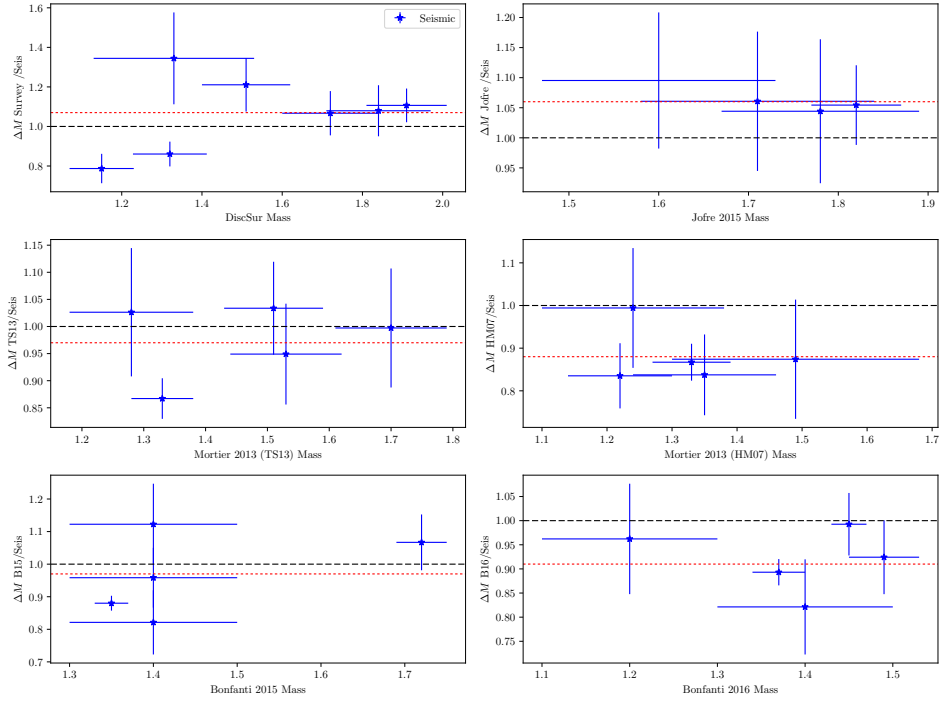 Seismic
1.6
1.4
1.2
1.0
0.8
ΔM Survey /Seis
1.2 1.4 1.6 1.8 2.0
DiscSur Mass
1.20
1.15
1.10
1.05
1.00
0.95
ΔM Jofre /Seis
1.5 1.6 1.7 1.8 1.9
Jofre 2015 Mass
1.15
1.10
1.05
1.00
0.95
0.90
0.85
ΔM TS13/Seis
1.2 1.3 1.4 1.5 1.6 1.7 1.8
Mortier 2013 (TS13) Mass
1.1
1.0
0.9
0.8
ΔM HM07/Seis
1.1 1.2 1.3 1.4 1.5 1.6 1.7
Mortier 2013 (HM07) Mass
1.2
1.1
1.0
0.9
0.8
0.7
ΔM B15/Seis
1.3 1.4 1.5 1.6 1.7
Bonfanti 2015 Mass
1.05
1.00
0.95
0.90
0.85
0.80
0.75
ΔM B16/Seis
1.1 1.2 1.3 1.4 1.5
Bonfanti 2016 Mass